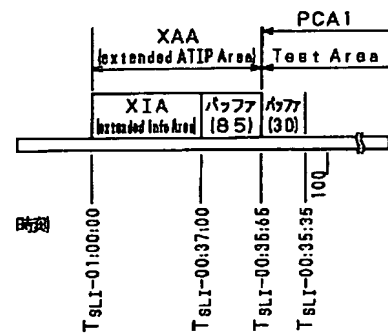 PCA1
XAA
(extended ATIP Area)
Test Area
XIA
(extended Info Area)
バッファ
(85)
バッファ
(30)
100
時刻
TSLI-01:00:00
TSLI-00:37:00
TSLI-00:35:65
TSLI-00:35:35